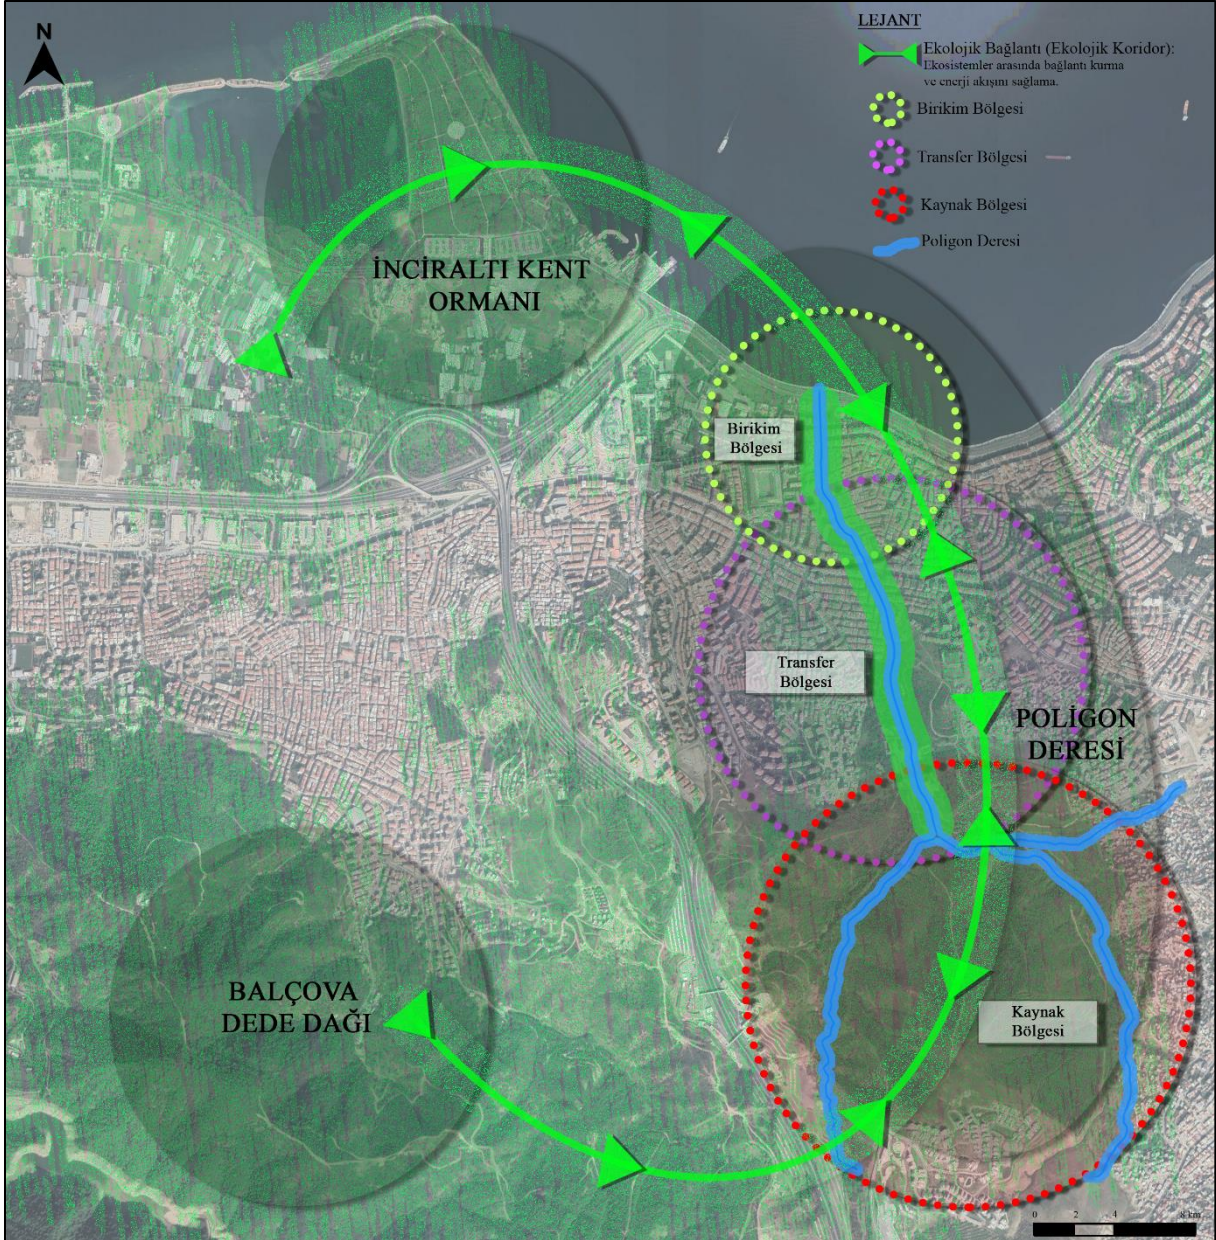 N
LEJANT
Ekolojik Bağlantı (Ekolojik Koridor):
Ekosistemler arasında bağlantı kurma
ve enerji akışını sağlama.
Birikim Bölgesi
Transfer Bölgesi
Kaynak Bölgesi
Poligon Deresi
İNCİRALTI KENT
ORMANI
Birikim
Bölgesi
Transfer
Bölgesi
POLİGON
DERESİ
BALÇOVA
DEDE DAĞI
Kaynak
Bölgesi
0 2 4 8 km